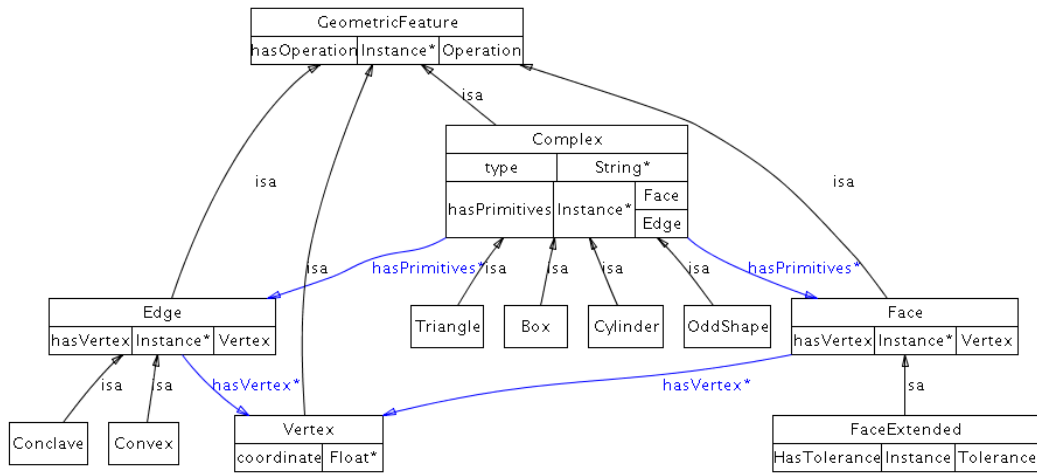 GeometricFeature
hasOperation Instance* Operation
isa
Complex
type String*
isa
isa
hasPrimitives Instance* Face
Edge
hasPrimitives* isa isa isa isa hasPrimitives*
isa
Edge
hasVertex Instance* Vertex
Triangle
Box
Cylinder
OddShape
Face
hasVertex Instance* Vertex
isa
isa
hasVertex*
hasVertex*
sa
Conclave
Convex
Vertex
coordinate Float*
FaceExtended
HasTolerance Instance Tolerance